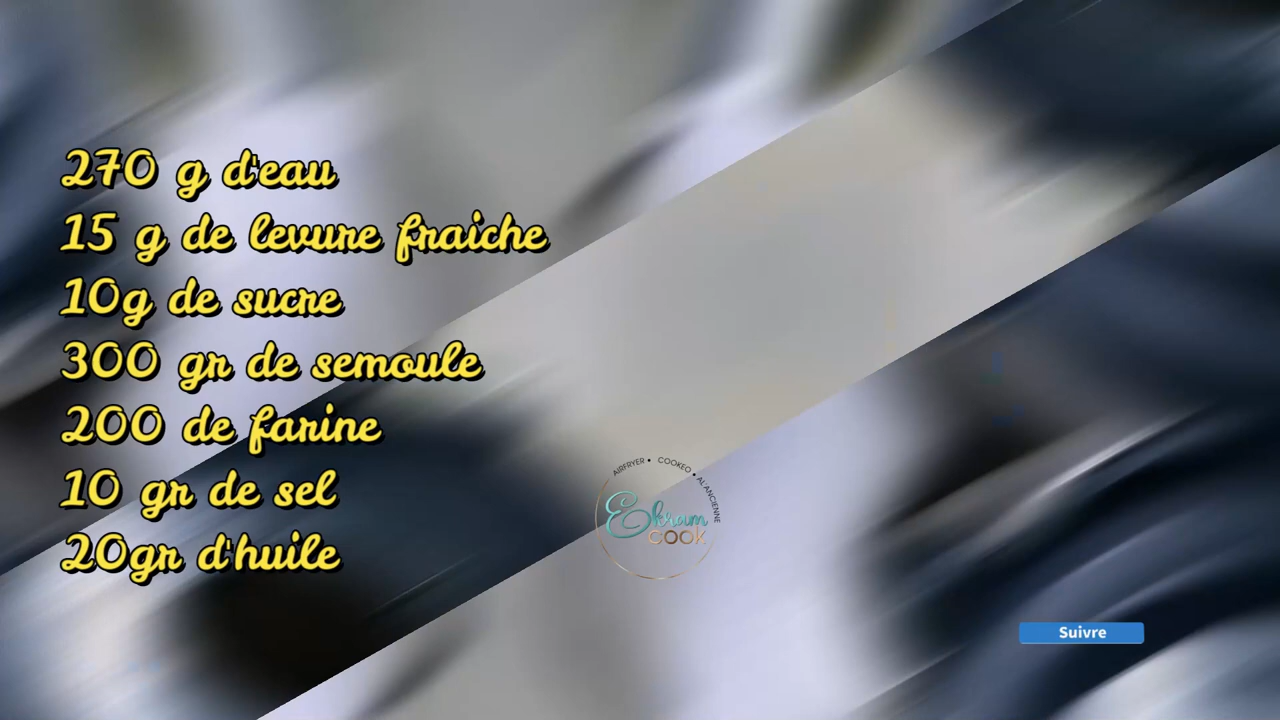 270 g d'eau
15 g de levure fraiche
10g de sucre
300 gr de semoule
200 de farine
10 gr de sel
20gr d'huile
AIRFRYER • COOKEO • AL'ANCIENNE
Ekram
COOK
Suivre